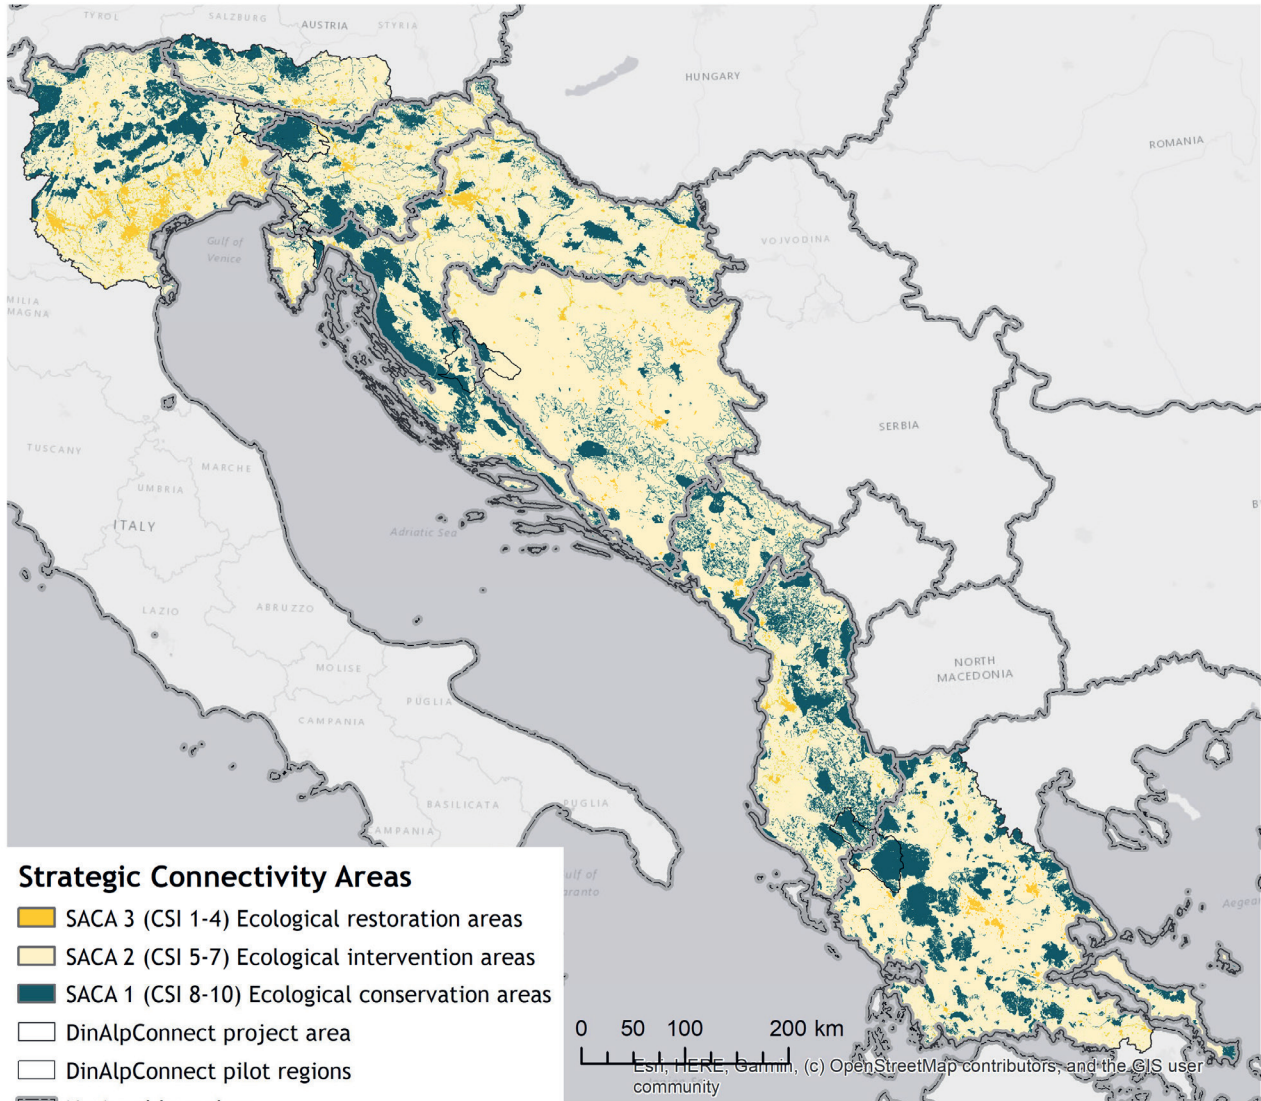 TYROL
SALZBURG
AUSTRIA
STYRIA
HUNGARY
ROMANIA
VOJVODINA
Gulf of
Venice
MILIA
MAGNA
SERBIA
TUSCANY
MARCHE
UMBRIA
ITALY
Adriatic Sea
LAZIO
ABRUZZO
MOLISE
NORTH
MACEDONIA
PUGLIA
CAMPANIA
BASILICATA
PUGLIA
AMPANIA
ulf of
aranto
Aegean
Strategic Connectivity Areas
SACA 3 (CSI 1-4) Ecological restoration areas
SACA 2 (CSI 5-7) Ecological intervention areas
SACA 1 (CSI 8-10) Ecological conservation areas
DinAlpConnect project area
DinAlpConnect pilot regions
0 50 100 200 km
Esri, HERE, Garmin, (c) OpenStreetMap contributors, and the GIS user
community